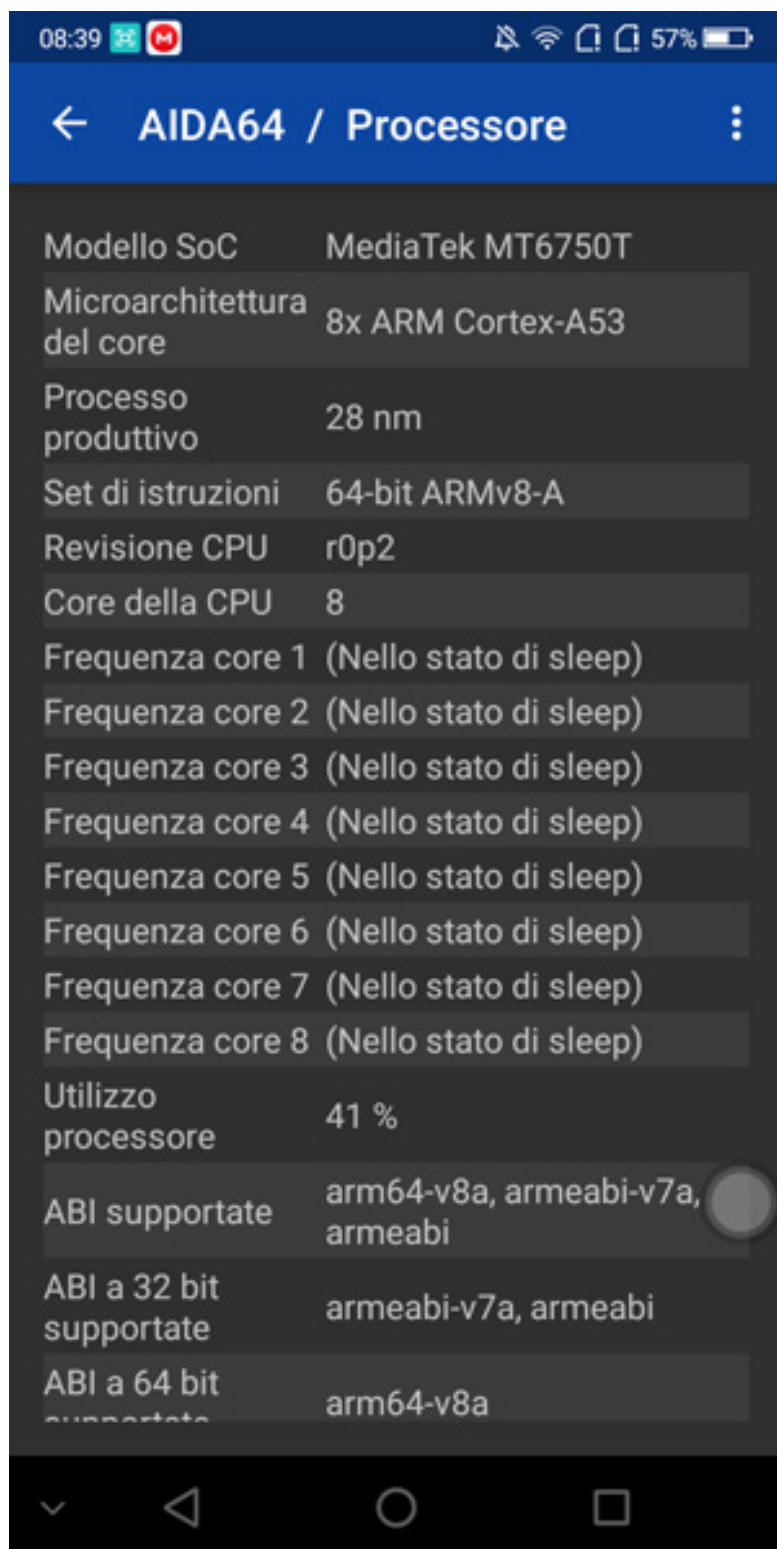 08:39 57%
AIDA64 / Processore
Modello SoC MediaTek MT6750T
Microarchitettura
del core 8x ARM Cortex-A53
Processo
produttivo 28 nm
Set di istruzioni 64-bit ARMv8-A
Revisione CPU r0p2
Core della CPU 8
Frequenza core 1 (Nello stato di sleep)
Frequenza core 2 (Nello stato di sleep)
Frequenza core 3 (Nello stato di sleep)
Frequenza core 4 (Nello stato di sleep)
Frequenza core 5 (Nello stato di sleep)
Frequenza core 6 (Nello stato di sleep)
Frequenza core 7 (Nello stato di sleep)
Frequenza core 8 (Nello stato di sleep)
Utilizzo
processore 41 %
ABI supportate arm64-v8a, armeabi-v7a,
armeabi
ABI a 32 bit
supportate armeabi-v7a, armeabi
ABI a 64 bit
supportate arm64-v8a